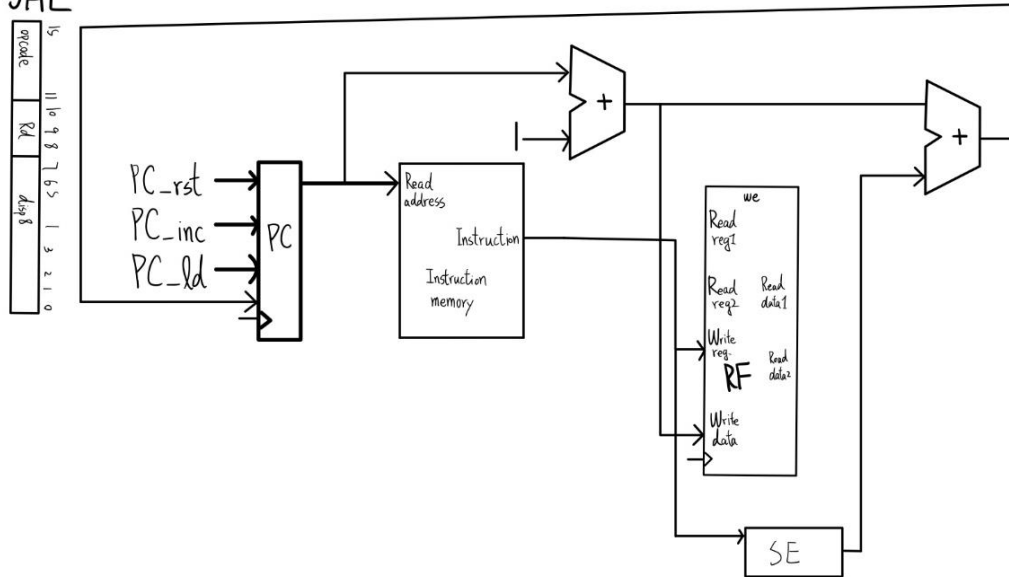 JAL
15
opcode
11
10
9
8
Rd
7
6
5
disp8
1
3
2
1
0
PC_rst
PC_inc
PC_ld
PC
Read
address
Instruction
Instruction
memory
1
+
+
we
Read
reg1
Read
reg2
Read
data1
Write
reg.
Read
data2
RF
Write
data
SE